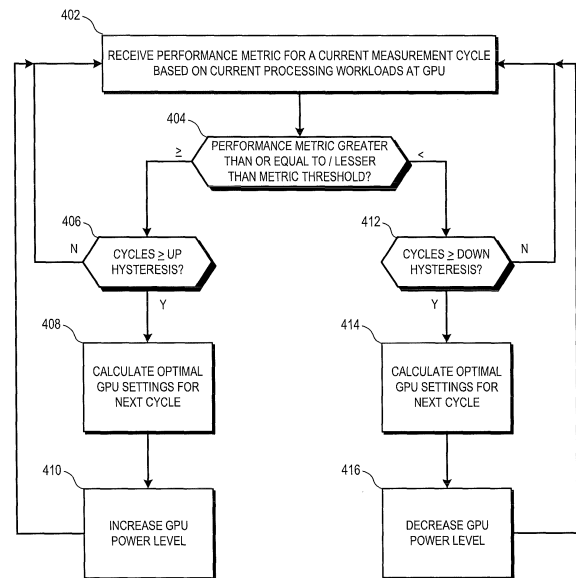 402
RECEIVE PERFORMANCE METRIC FOR A CURRENT MEASUREMENT CYCLE
BASED ON CURRENT PROCESSING WORKLOADS AT GPU
404
PERFORMANCE METRIC GREATER
THAN OR EQUAL TO / LESSER
THAN METRIC THRESHOLD?
≥
<
406
N
CYCLES ≥ UP
HYSTERESIS?
Y
412
CYCLES ≥ DOWN
HYSTERESIS?
N
Y
408
CALCULATE OPTIMAL
GPU SETTINGS FOR
NEXT CYCLE
414
CALCULATE OPTIMAL
GPU SETTINGS FOR
NEXT CYCLE
410
INCREASE GPU
POWER LEVEL
416
DECREASE GPU
POWER LEVEL